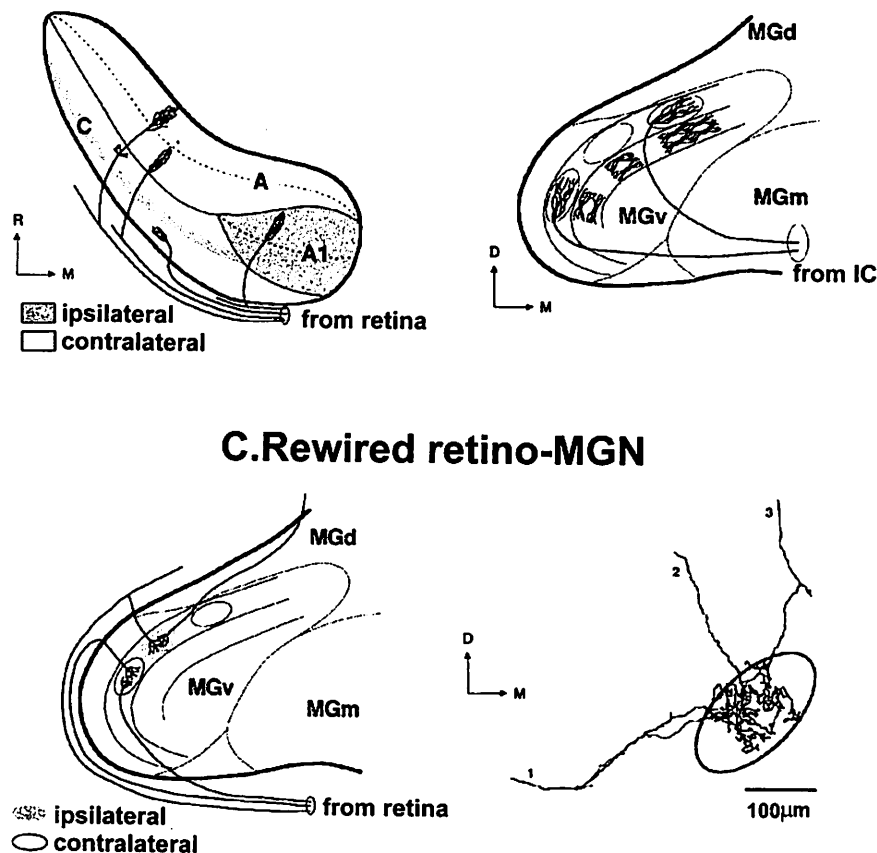 C
A
A1
R
M
ipsilateral
contralateral
from retina
MGd
MGv
MGm
D
M
from IC
C.Rewired retino-MGN
MGd
MGv
MGm
ipsilateral
contralateral
from retina
D
M
1
2
3
100µm